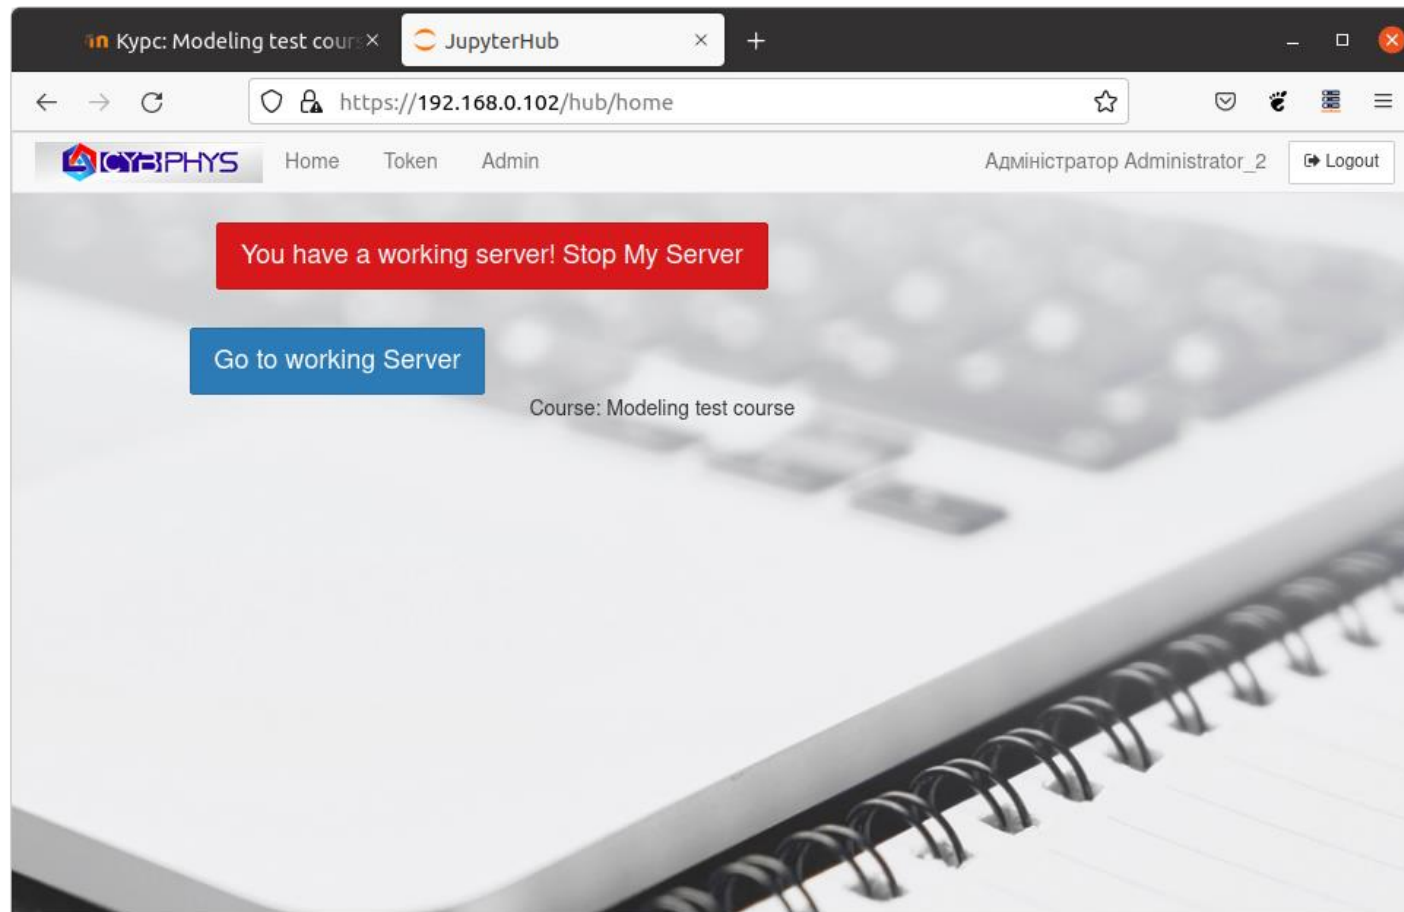 Курс: Modeling test cours
JupyterHub
https://192.168.0.102/hub/home
CYBPHYS
Home Token Admin Адміністратор Administrator_2 Logout
You have a working server! Stop My Server
Go to working Server
Course: Modeling test course